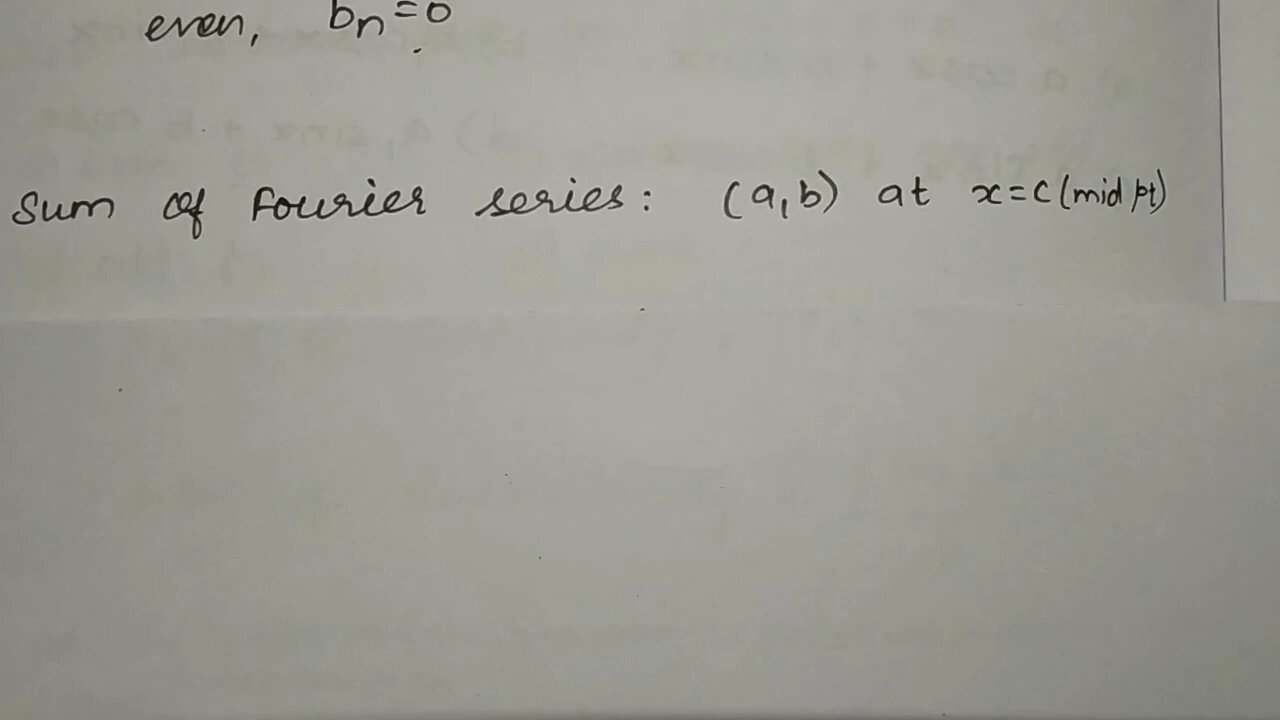 even, bn=0
Sum of Fourier series: (a,b) at x=c(mid pt)